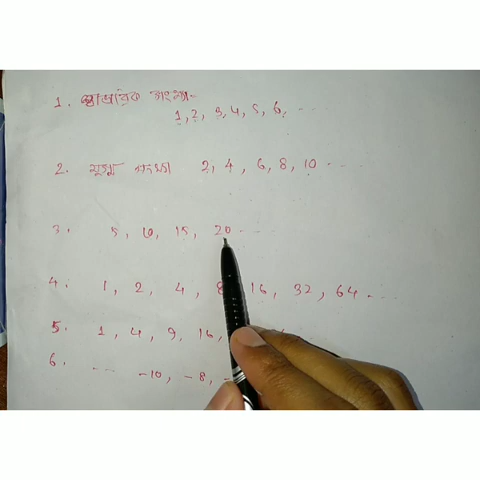 1. স্বাভাবিক সংখ্যা-
1, 2, 3, 4, 5, 6, ....
2. যুগ্ম সংখ্যা 2, 4, 6, 8, 10 ....
3. 5, 10, 15, 20 ....
4. 1, 2, 4, 8, 16, 32, 64 ....
5. 1, 4, 9, 16,
6. .... -10, -8, -